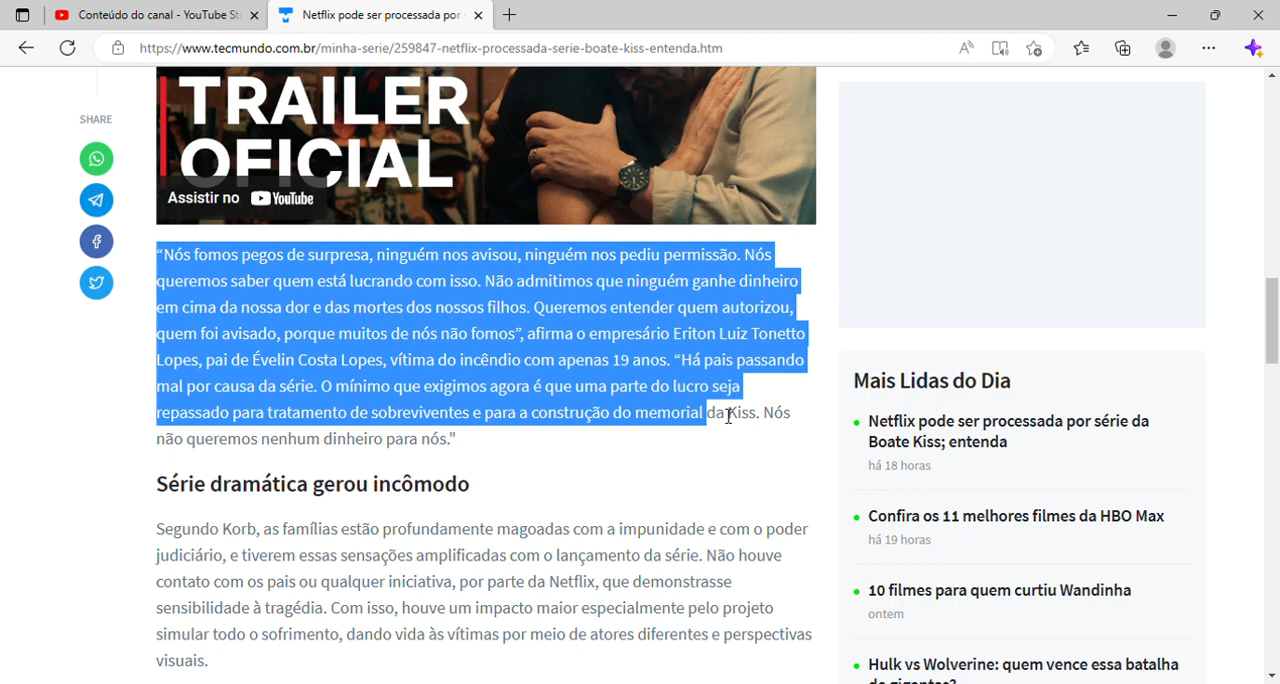 Conteúdo do canal - YouTube St
Netflix pode ser processada por
https://www.tecmundo.com.br/minha-serie/259847-netflix-processada-serie-boate-kiss-entenda.htm
SHARE
TRAILER
OFICIAL
Assistir no YouTube
“Nós fomos pegos de surpresa, ninguém nos avisou, ninguém nos pediu permissão. Nós
queremos saber quem está lucrando com isso. Não admitimos que ninguém ganhe dinheiro
em cima da nossa dor e das mortes dos nossos filhos. Queremos entender quem autorizou,
quem foi avisado, porque muitos de nós não fomos”, afirma o empresário Eriton Luiz Tonetto
Lopes, pai de Évelin Costa Lopes, vítima do incêndio com apenas 19 anos. “Há pais passando
mal por causa da série. O mínimo que exigimos agora é que uma parte do lucro seja
repassado para tratamento de sobreviventes e para a construção do memorial da Kiss. Nós
não queremos nenhum dinheiro para nós."
Série dramática gerou incômodo
Segundo Korb, as famílias estão profundamente magoadas com a impunidade e com o poder
judiciário, e tiverem essas sensações amplificadas com o lançamento da série. Não houve
contato com os pais ou qualquer iniciativa, por parte da Netflix, que demonstrasse
sensibilidade à tragédia. Com isso, houve um impacto maior especialmente pelo projeto
simular todo o sofrimento, dando vida às vítimas por meio de atores diferentes e perspectivas
visuais.
Mais Lidas do Dia
Netflix pode ser processada por série da
Boate Kiss; entenda
há 18 horas
Confira os 11 melhores filmes da HBO Max
há 19 horas
10 filmes para quem curtiu Wandinha
ontem
Hulk vs Wolverine: quem vence essa batalha
de gigantes?